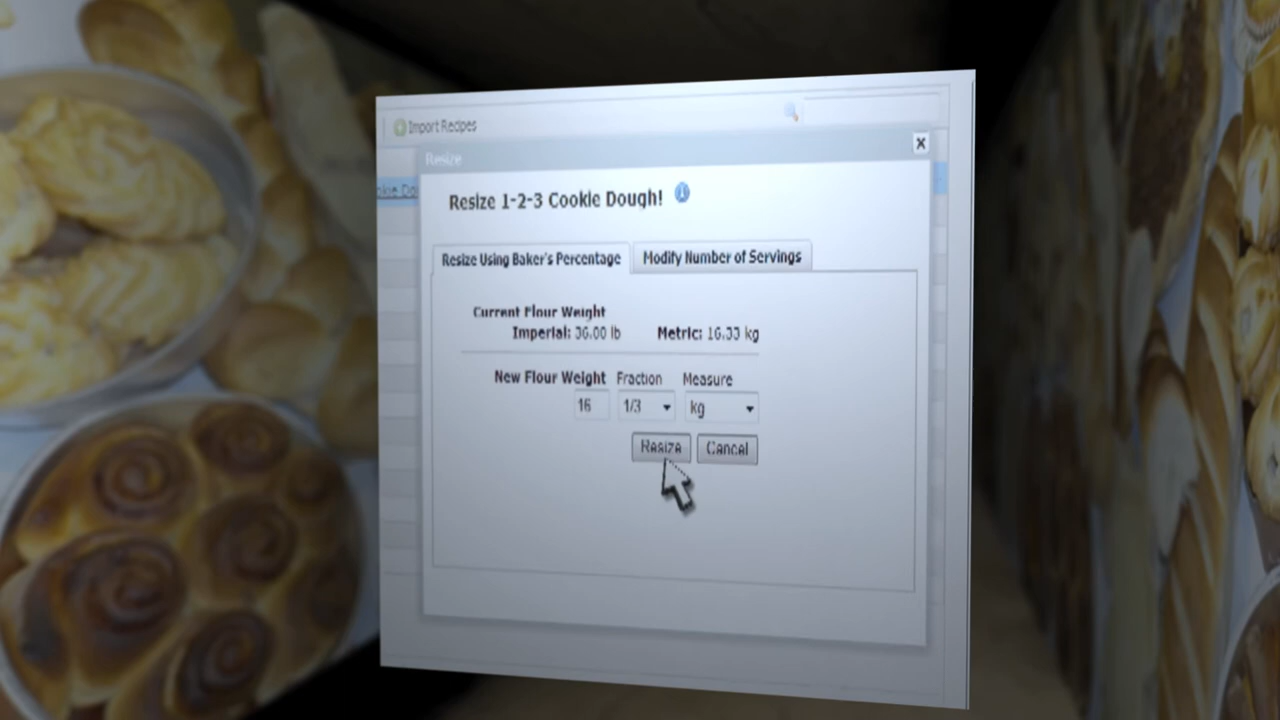 Import Recipes
Resize
Resize 1-2-3 Cookie Dough!
Resize Using Baker's Percentage
Modify Number of Servings
Current Flour Weight
Imperial: 36.00 lb
Metric: 16.33 kg
New Flour Weight
Fraction
Measure
16
1/3
kg
Resize
Cancel